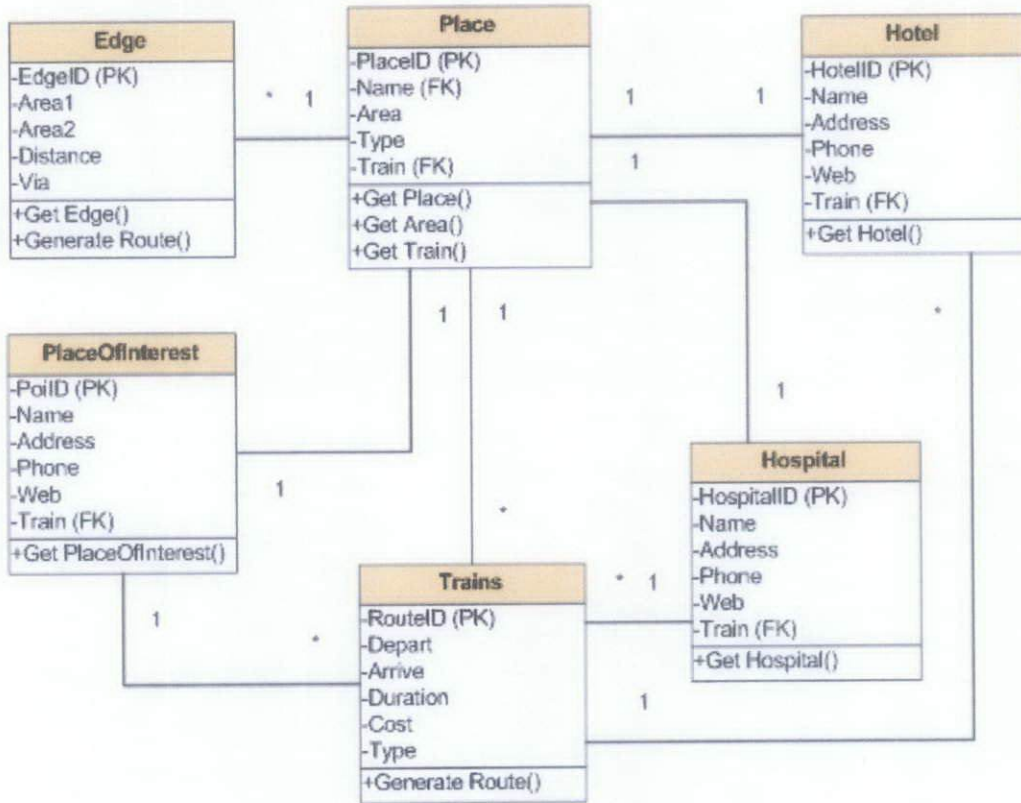 Edge
-EdgeID (PK)
-Area1
-Area2
-Distance
-Via
+Get Edge()
+Generate Route()
* 1
Place
-PlaceID (PK)
-Name (FK)
-Area
-Type
-Train (FK)
+Get Place()
+Get Area()
+Get Train()
1 1
1
Hotel
-HotelID (PK)
-Name
-Address
-Phone
-Web
-Train (FK)
+Get Hotel()
1 1
*
PlaceOfInterest
-PoiID (PK)
-Name
-Address
-Phone
-Web
-Train (FK)
+Get PlaceOfInterest()
1
1
*
1
*
Trains
-RouteID (PK)
-Depart
-Arrive
-Duration
-Cost
-Type
+Generate Route()
* 1
1
Hospital
-HospitalID (PK)
-Name
-Address
-Phone
-Web
-Train (FK)
+Get Hospital()
1